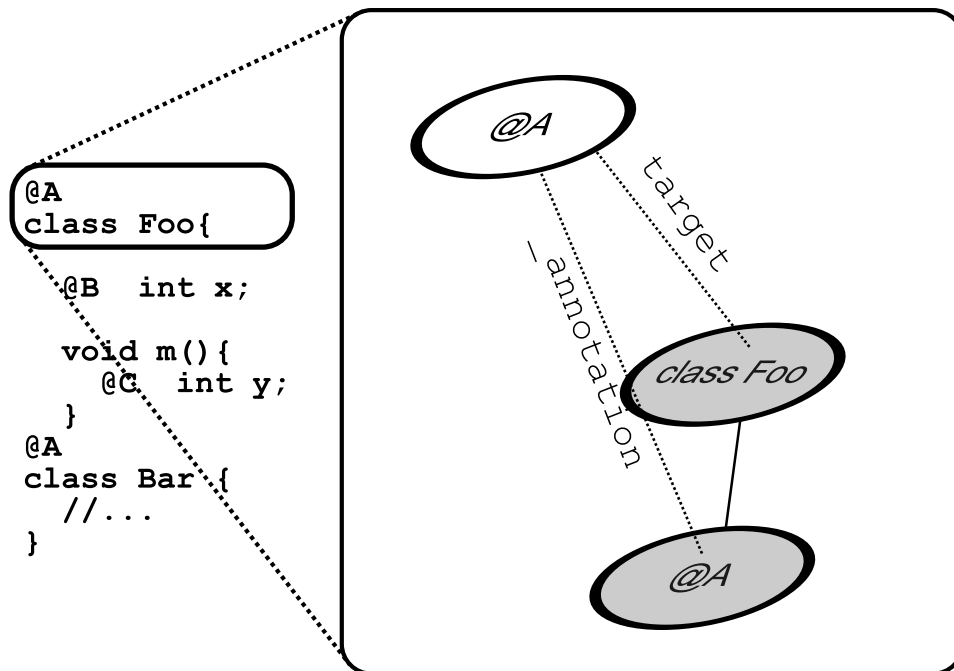 @A
class Foo{
@B  int x;
void m(){
@C  int y;
}
@A
class Bar {
//...
}
@A
target
_annotation
class Foo
@A